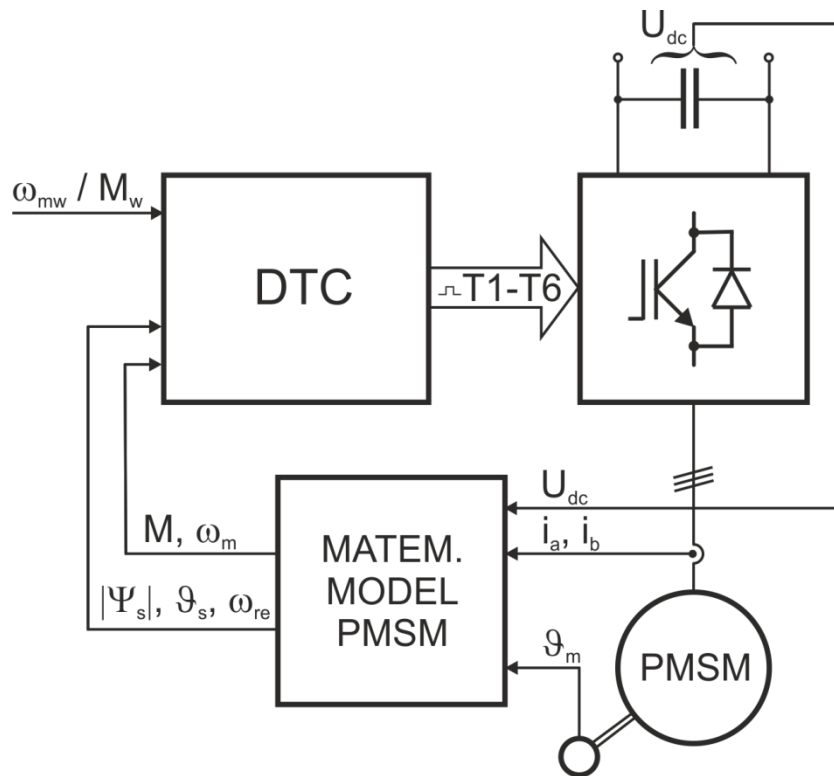 U_dc
ω_mw / M_w
DTC
T1-T6
U_dc
i_a, i_b
M, ω_m
MATEM.
MODEL
PMSM
|Ψ_s|, ϑ_s, ω_re
ϑ_m
PMSM